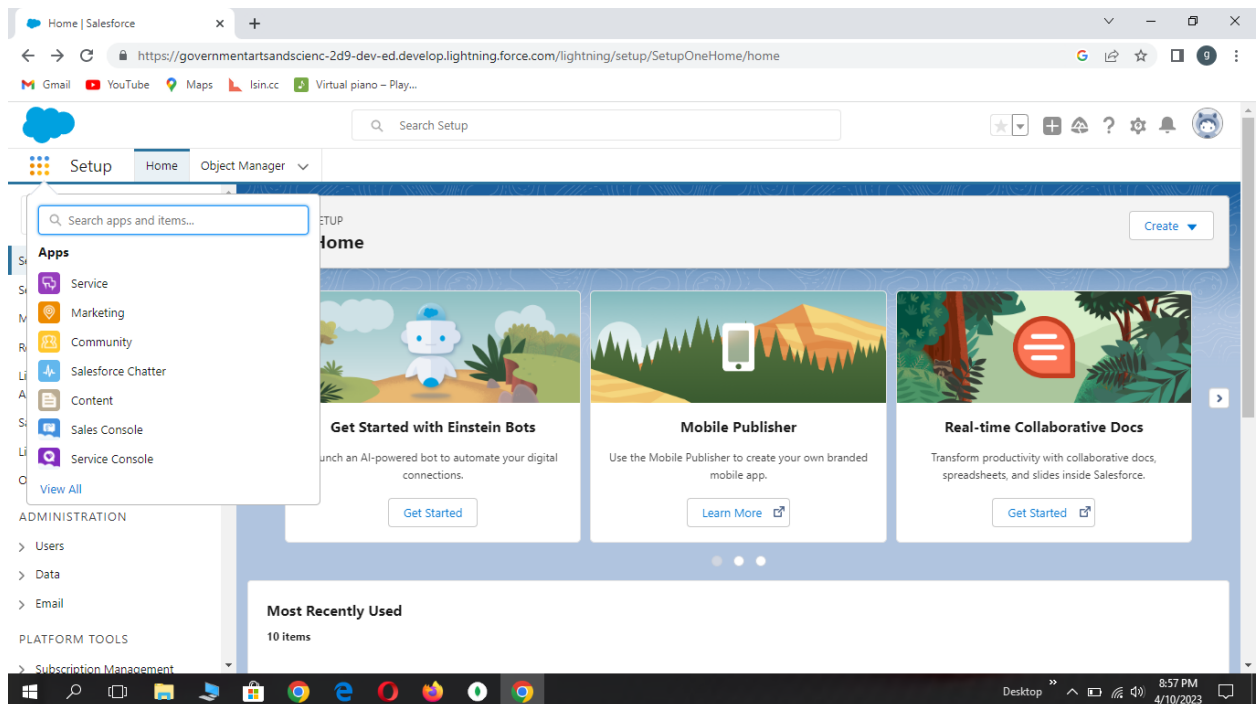 Home | Salesforce
https://governmentartsandscienc-2d9-dev-ed.develop.lightning.force.com/lightning/setup/SetupOneHome/home
G
g
Gmail YouTube Maps lsin.cc Virtual piano – Play...
Search Setup
Setup Home Object Manager
Search apps and items...
Apps
Service
Marketing
Community
Salesforce Chatter
Content
Sales Console
Service Console
View All
ETUP
Home
Create
Get Started with Einstein Bots
unch an AI-powered bot to automate your digital
connections.
Get Started
Mobile Publisher
Use the Mobile Publisher to create your own branded
mobile app.
Learn More
Real-time Collaborative Docs
Transform productivity with collaborative docs,
spreadsheets, and slides inside Salesforce.
Get Started
ADMINISTRATION
Users
Data
Email
PLATFORM TOOLS
Subscription Management
Most Recently Used
10 items
Desktop
8:57 PM
4/10/2023